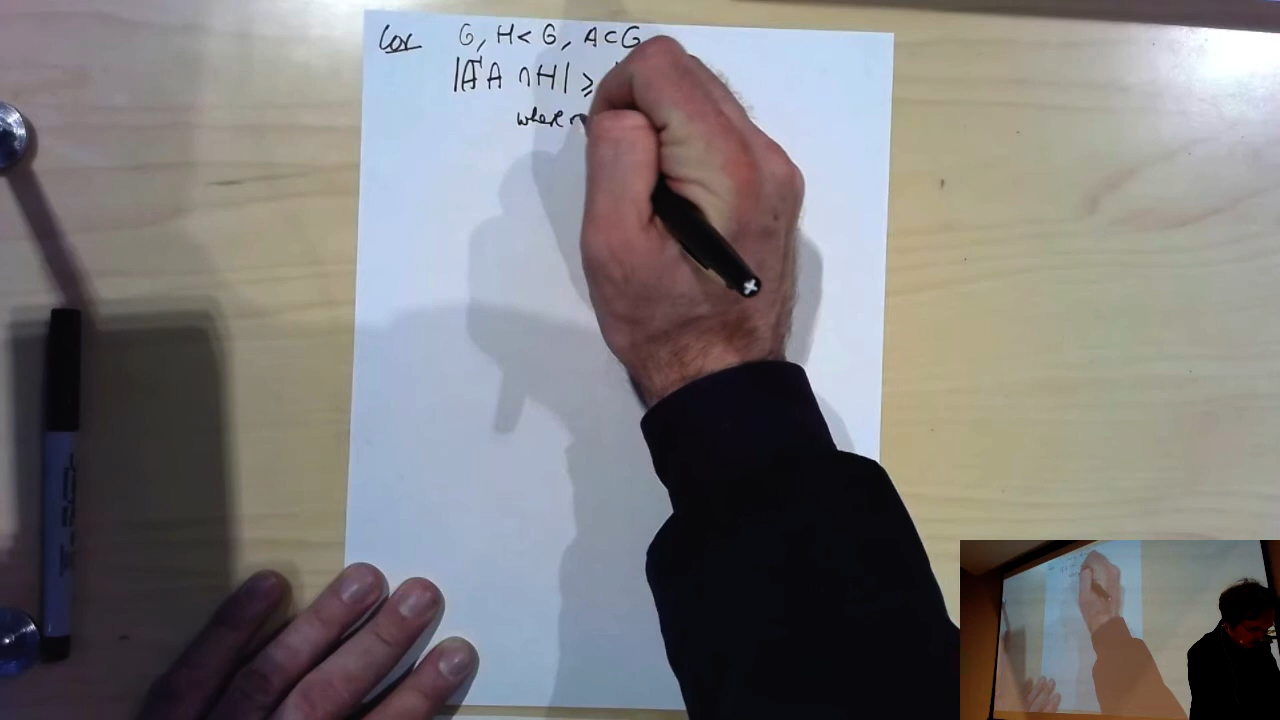 Cor G, H < G, A ⊂ G
|A⁻¹A ∩ H| ≥
where